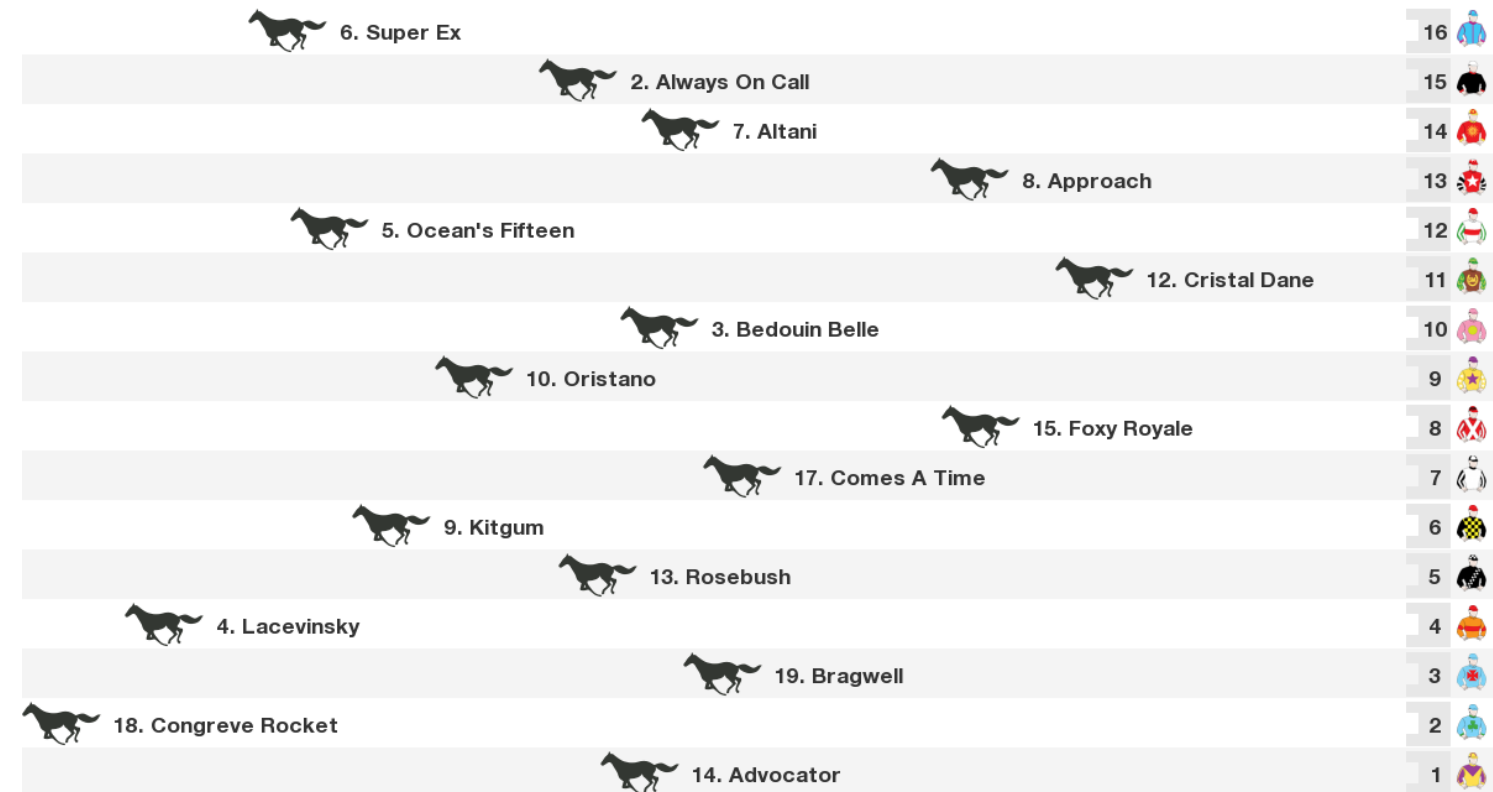 6. Super Ex 16
2. Always On Call 15
7. Altani 14
8. Approach 13
5. Ocean's Fifteen 12
12. Cristal Dane 11
3. Bedouin Belle 10
10. Oristano 9
15. Foxy Royale 8
17. Comes A Time 7
9. Kitgum 6
13. Rosebush 5
4. Lacevinsky 4
19. Bragwell 3
18. Congreve Rocket 2
14. Advocator 1